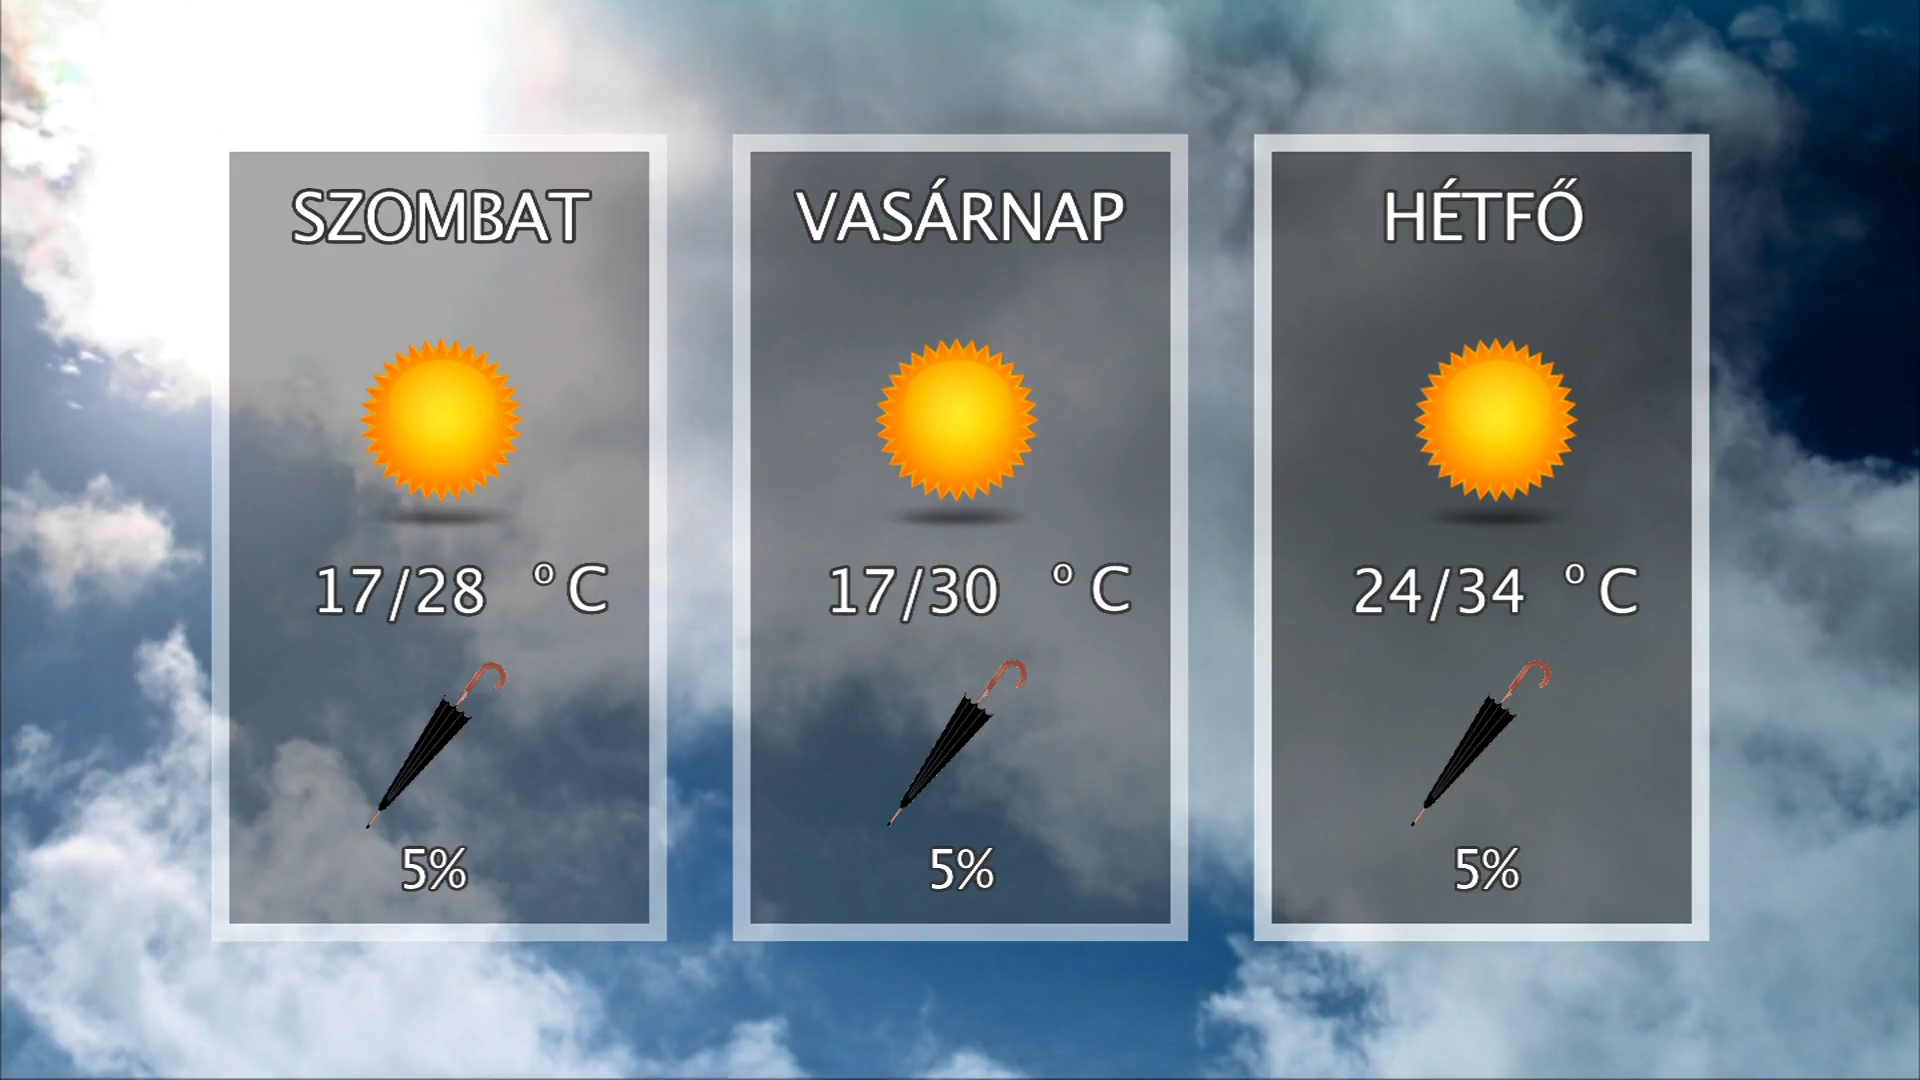 SZOMBAT
17/28 °C
5%
VASÁRNAP
17/30 °C
5%
HÉTFŐ
24/34 °C
5%